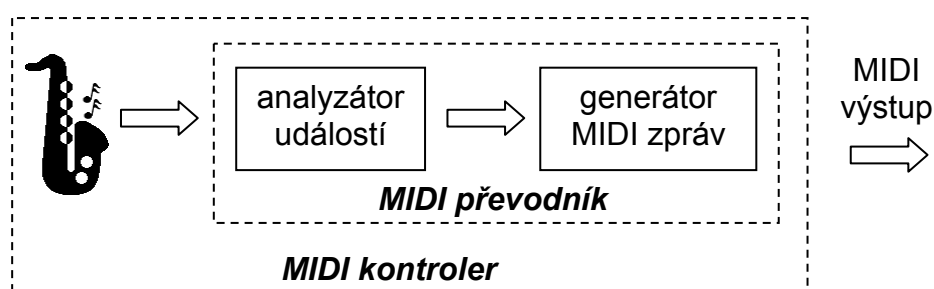 analyzátor
událostí
generátor
MIDI zpráv
MIDI
výstup
MIDI převodník
MIDI kontroler